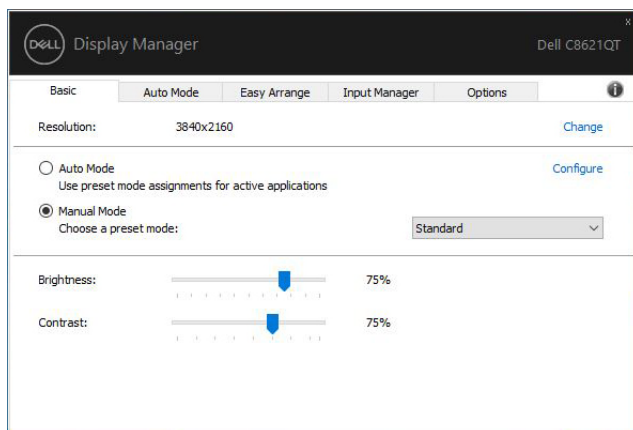 x
DELL Display Manager Dell C8621QT
Basic Auto Mode Easy Arrange Input Manager Options i
Resolution: 3840x2160 Change
Auto Mode Configure
Use preset mode assignments for active applications
Manual Mode
Choose a preset mode: Standard
Brightness: 75%
Contrast: 75%